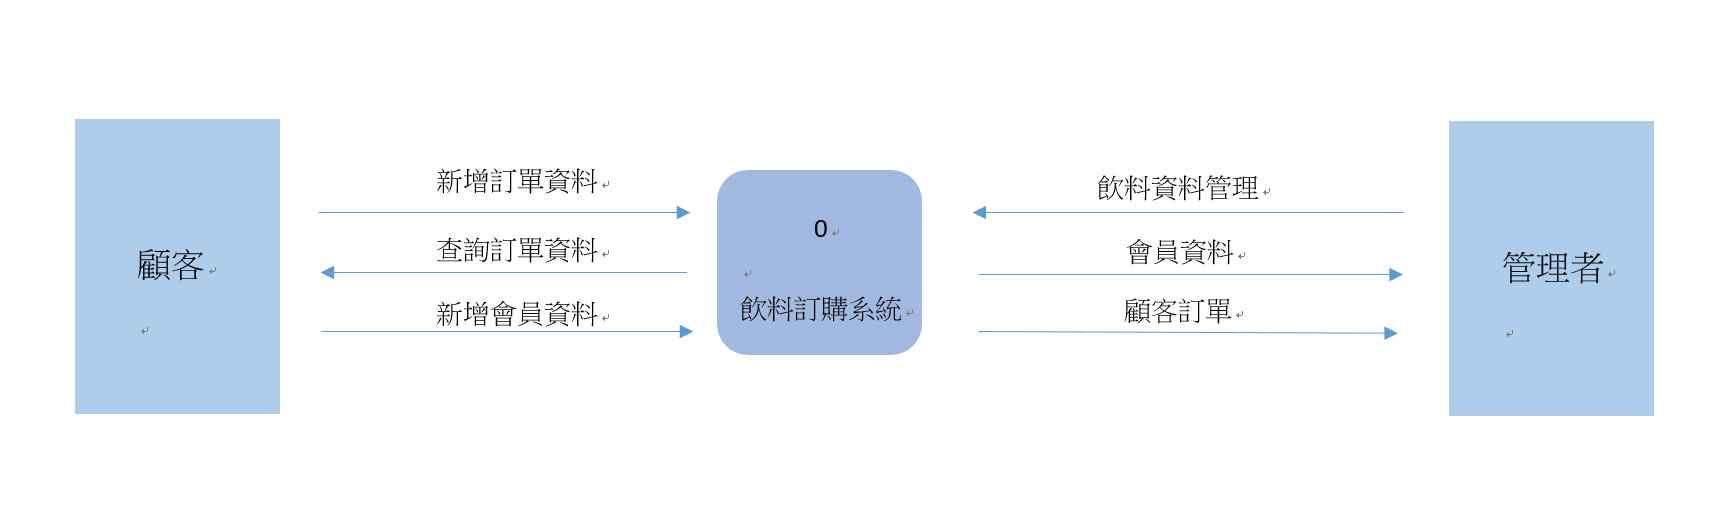 顧客
新增訂單資料
查詢訂單資料
新增會員資料
0
飲料訂購系統
飲料資料管理
會員資料
顧客訂單
管理者